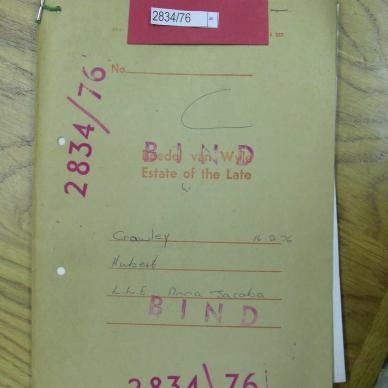 2834/76
No
C
2834/76
BIND
Boedel van Wyle
Estate of the Late
Crawley 16.2.76
Hubert
L.L.E Anna Jacoba
BIND
2834/76